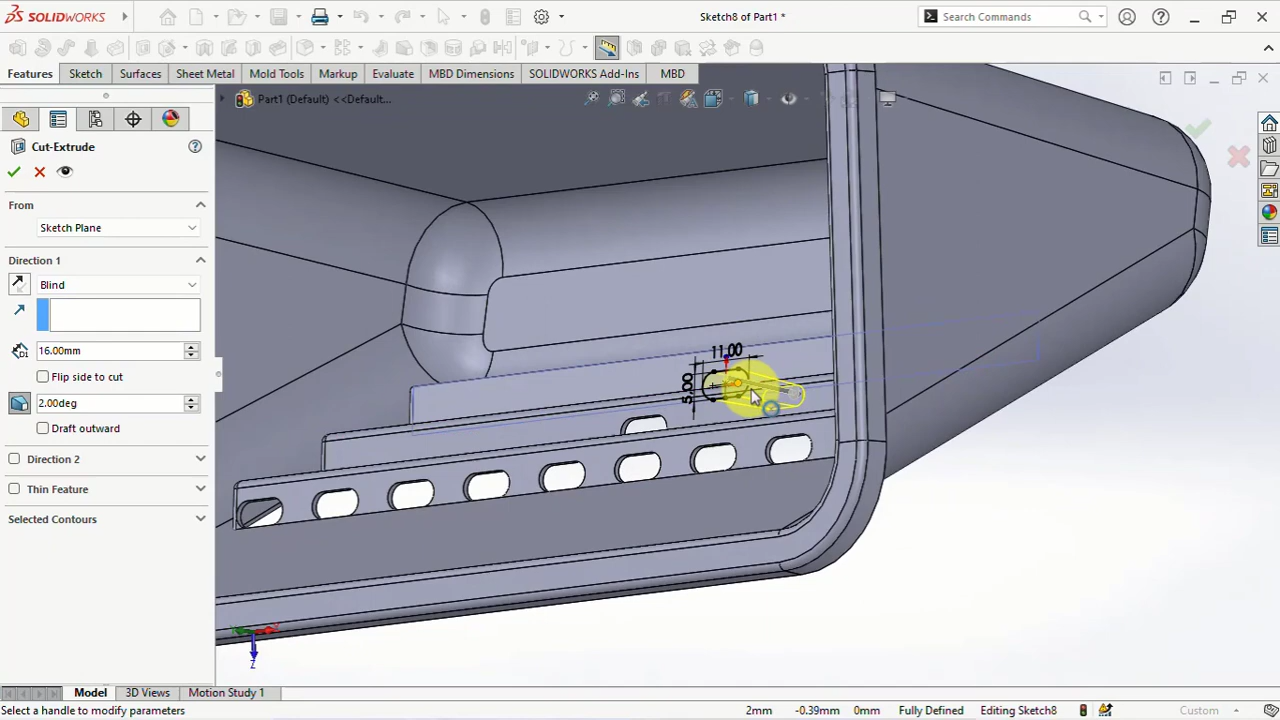 SOLIDWORKS
Sketch8 of Part1 *
Search Commands
Features
Sketch
Surfaces
Sheet Metal
Mold Tools
Markup
Evaluate
MBD Dimensions
SOLIDWORKS Add-Ins
MBD
Part1 (Default) <<Default...
Cut-Extrude
From
Sketch Plane
Direction 1
Blind
16.00mm
Flip side to cut
2.00deg
Draft outward
Direction 2
Thin Feature
Selected Contours
11,00
5,00
Z
Model
3D Views
Motion Study 1
Select a handle to modify parameters
2mm
-0.39mm
0mm
Fully Defined
Editing Sketch8
Custom